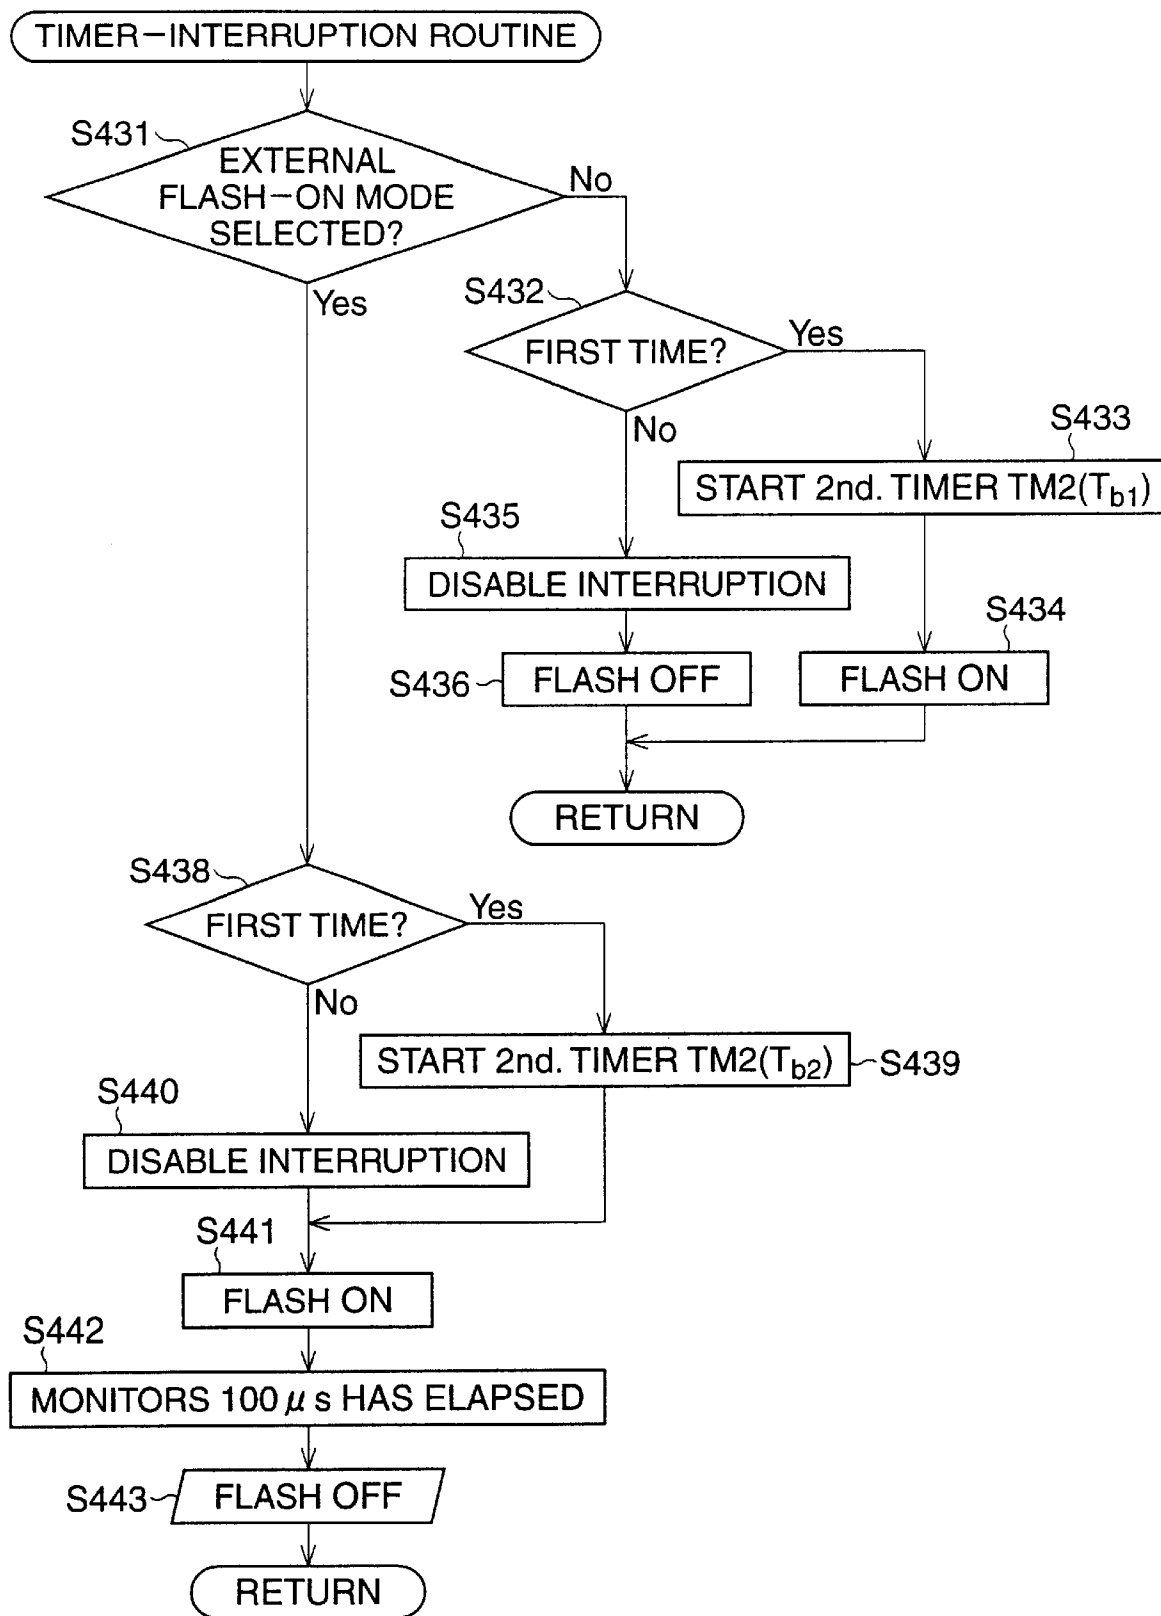 TIMER-INTERRUPTION ROUTINE
S431
EXTERNAL
FLASH-ON MODE
SELECTED?
No
Yes
S432
FIRST TIME?
Yes
No
S433
START 2nd. TIMER TM2(Tb1)
S435
DISABLE INTERRUPTION
S434
S436
FLASH OFF
FLASH ON
RETURN
S438
FIRST TIME?
Yes
No
START 2nd. TIMER TM2(Tb2)
S439
S440
DISABLE INTERRUPTION
S441
FLASH ON
S442
MONITORS 100 μs HAS ELAPSED
S443
FLASH OFF
RETURN